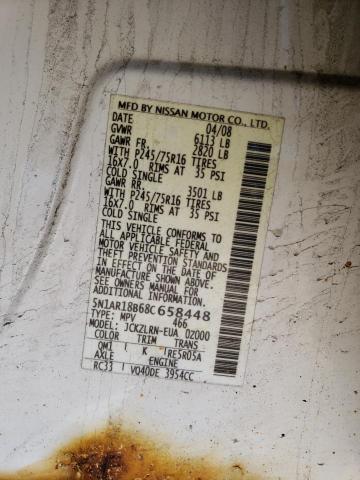 MFD BY NISSAN MOTOR CO., LTD.
DATE 04/08
GVWR 6113 LB
GAWR FR. 2820 LB
WITH P245/75R16 TIRES
16X7.0 RIMS AT 35 PSI
COLD SINGLE
GAWR RR. 3501 LB
WITH P245/75R16 TIRES
16X7.0 RIMS AT 35 PSI
COLD SINGLE
THIS VEHICLE CONFORMS TO
ALL APPLICABLE FEDERAL
MOTOR VEHICLE SAFETY AND
THEFT PREVENTION STANDARDS
IN EFFECT ON THE DATE OF
MANUFACTURE SHOWN ABOVE.
SEE OWNERS MANUAL FOR
ADDITIONAL INFORMATION
5N1AR18B68C658448
TYPE: MPV 466
MODEL: JCKZLRN-EUA 02000
COLOR TRIM TRANS
QM1 K RE5R05A
AXLE ENGINE
RC33 VQ40DE 3954CC